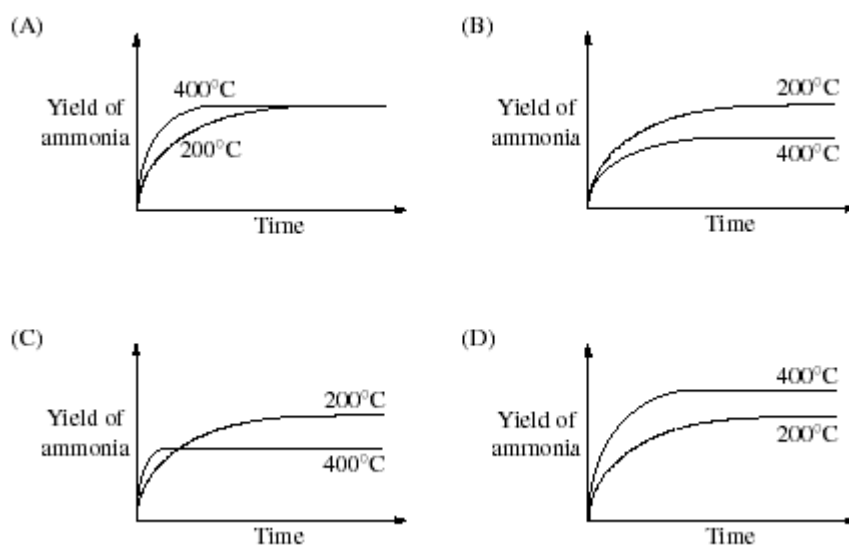 (A)
Yield of
ammonia
400°C
200°C
Time
(B)
Yield of
ammonia
200°C
400°C
Time
(C)
Yield of
ammonia
200°C
400°C
Time
(D)
Yield of
ammonia
400°C
200°C
Time